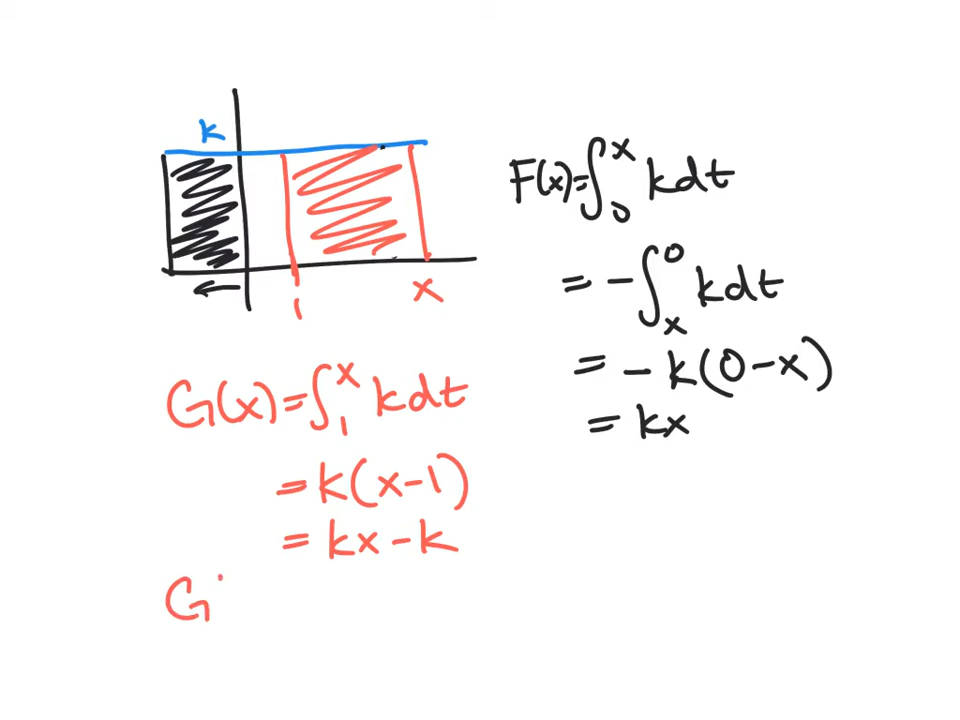 k
1 x
F(x)=∫₀ˣ k dt
= -∫ₓ⁰ k dt
= -k(0-x)
= kx
G(x)=∫₁ˣ k dt
= k(x-1)
= kx-k
G'